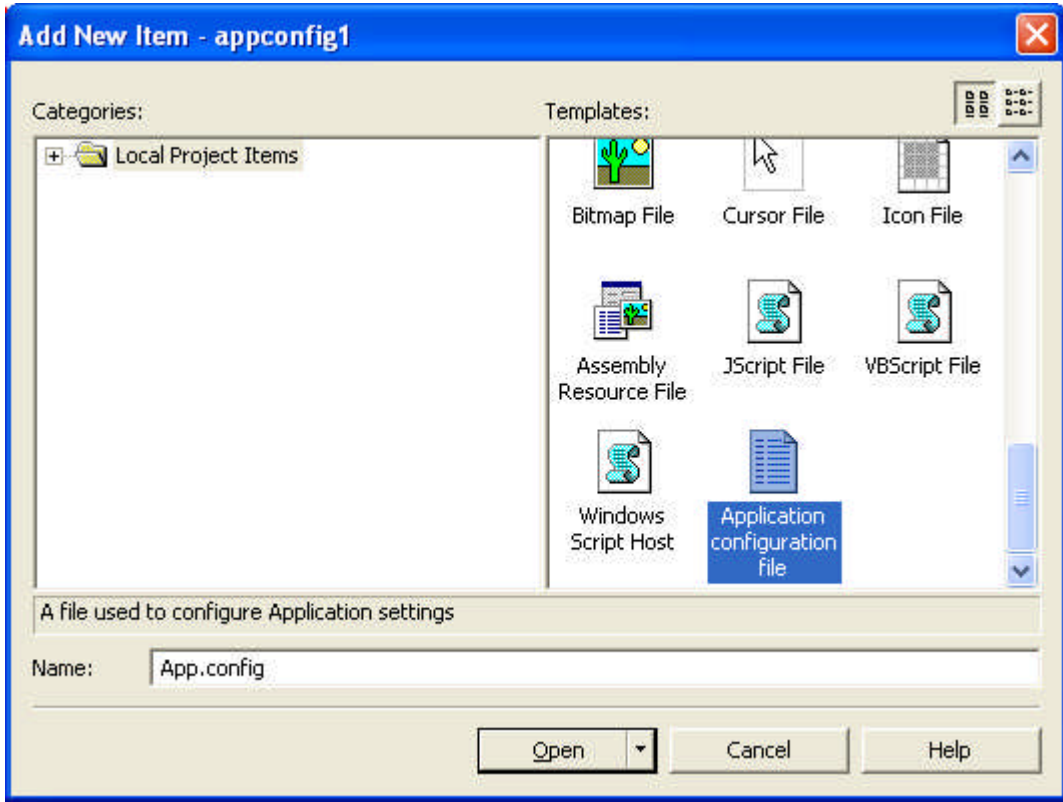 Add New Item - appconfig1
Categories:
Templates:
Local Project Items
Bitmap File
Cursor File
Icon File
Assembly
Resource File
JScript File
VBScript File
Windows
Script Host
Application
configuration
file
A file used to configure Application settings
Name:
App.config
Open
Cancel
Help